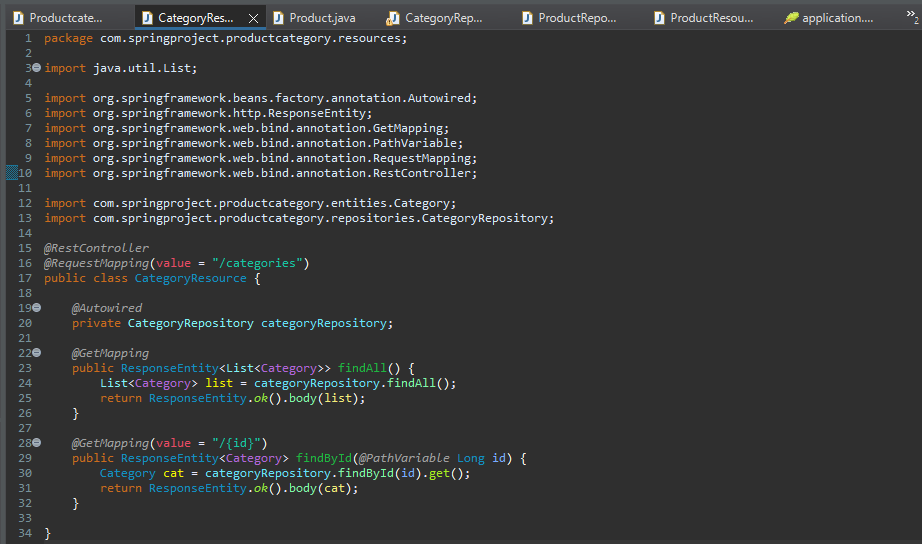 Productcate... CategoryRes... Product.java CategoryRep... ProductRepo... ProductResou... application.... »2
1 package com.springproject.productcategory.resources;
2
3 import java.util.List;
4
5 import org.springframework.beans.factory.annotation.Autowired;
6 import org.springframework.http.ResponseEntity;
7 import org.springframework.web.bind.annotation.GetMapping;
8 import org.springframework.web.bind.annotation.PathVariable;
9 import org.springframework.web.bind.annotation.RequestMapping;
10 import org.springframework.web.bind.annotation.RestController;
11
12 import com.springproject.productcategory.entities.Category;
13 import com.springproject.productcategory.repositories.CategoryRepository;
14
15 @RestController
16 @RequestMapping(value = "/categories")
17 public class CategoryResource {
18
19     @Autowired
20     private CategoryRepository categoryRepository;
21
22     @GetMapping
23     public ResponseEntity<List<Category>> findAll() {
24         List<Category> list = categoryRepository.findAll();
25         return ResponseEntity.ok().body(list);
26     }
27
28     @GetMapping(value = "/{id}")
29     public ResponseEntity<Category> findById(@PathVariable Long id) {
30         Category cat = categoryRepository.findById(id).get();
31         return ResponseEntity.ok().body(cat);
32     }
33
34 }